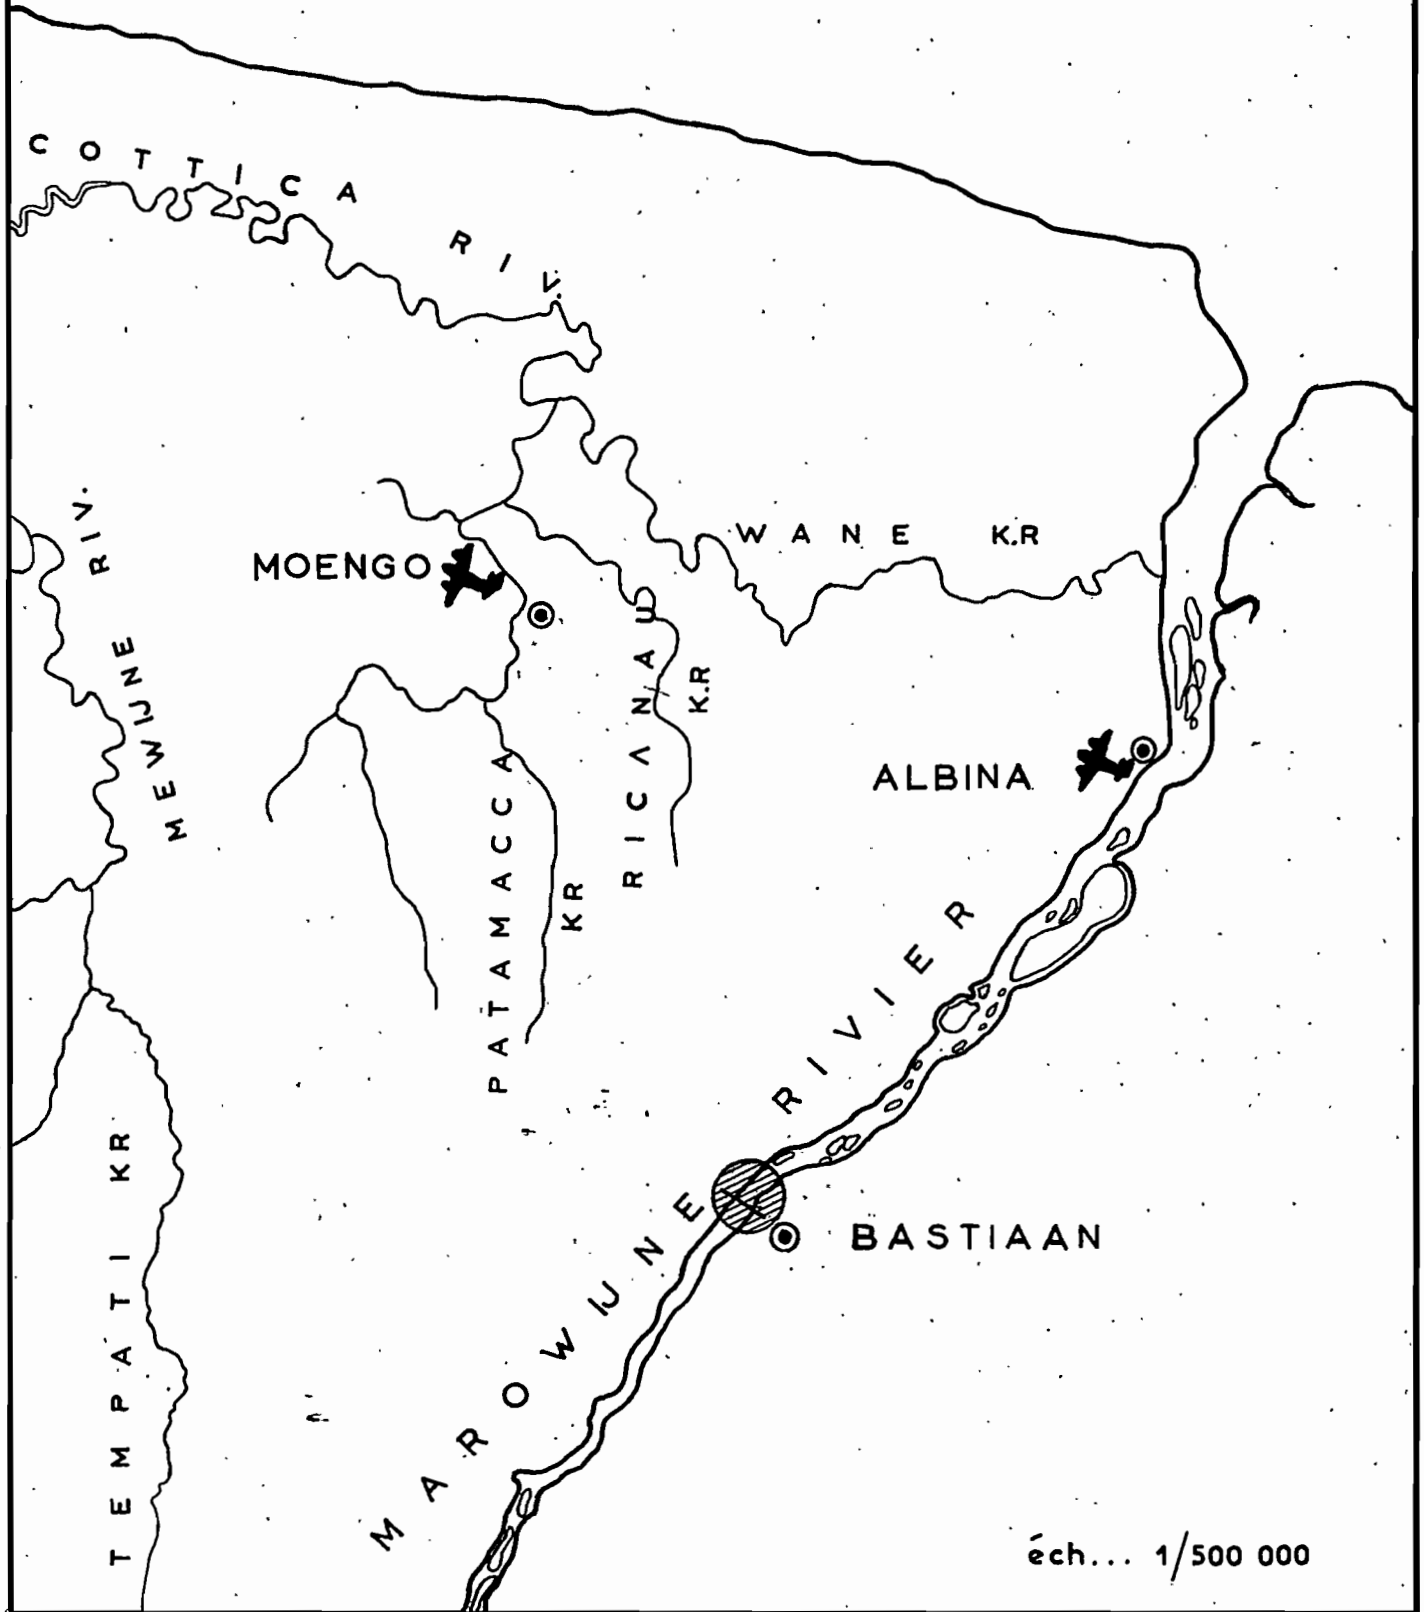 COTTICA RIV.
WANE K.R
MEWIJNE RIV.
MOENGO
RICANAU K.R
ALBINA
PATAMACCA KR
MAROWIJNE RIVIER
TEMPATI KR
BASTIAAN
éch... 1/500 000